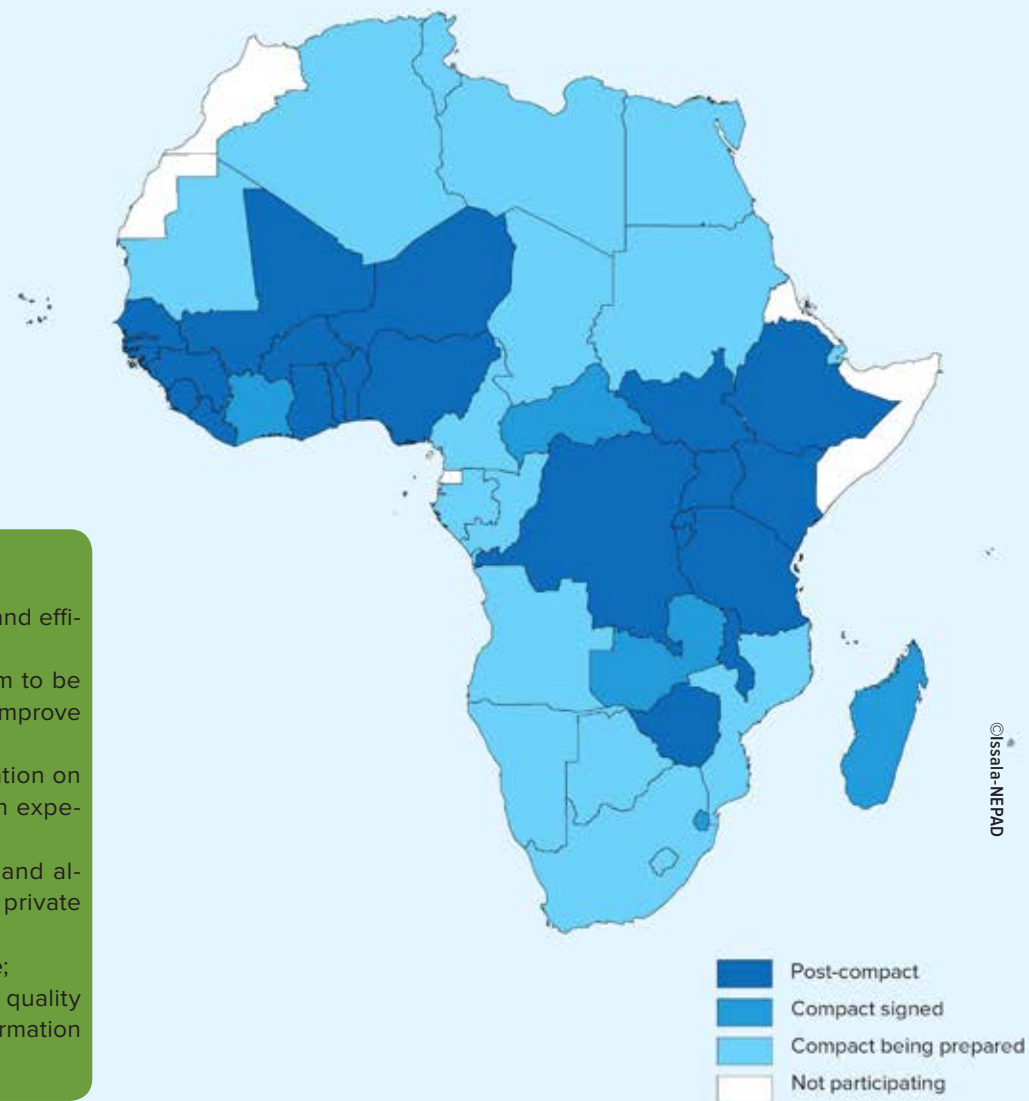 and effi-
m to be
mprove
ation on
n expe-
and al-
private
e;
quality
rmation
©Issala-NEPAD
Post-compact
Compact signed
Compact being prepared
Not participating